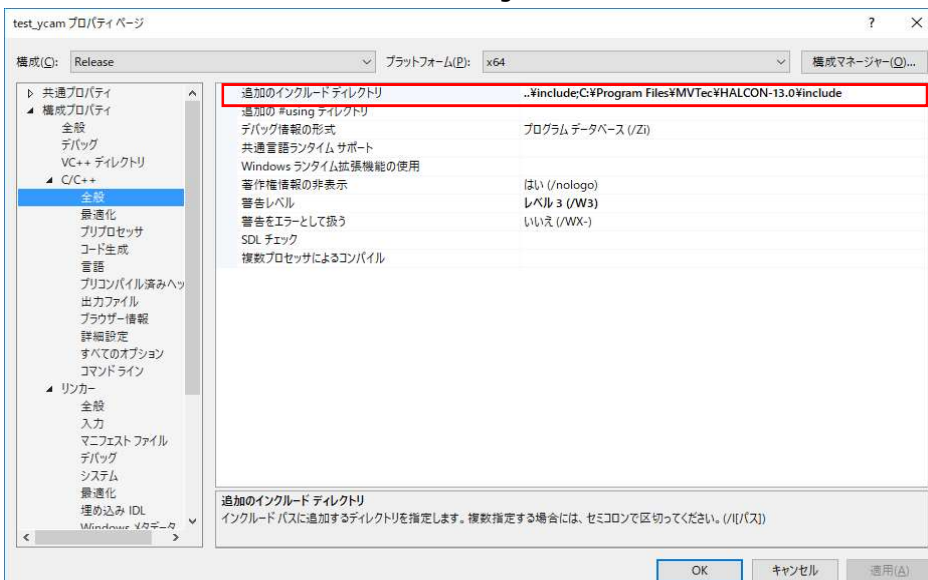 test_ycam プロパティ ページ ? ×
構成(C): Release プラットフォーム(P): x64 構成マネージャー(O)...
共通プロパティ
構成プロパティ
全般
デバッグ
VC++ ディレクトリ
C/C++
全般
最適化
プリプロセッサ
コード生成
言語
プリコンパイル済みヘッ
出力ファイル
ブラウザー情報
詳細設定
すべてのオプション
コマンド ライン
リンカー
全般
入力
マニフェスト ファイル
デバッグ
システム
最適化
埋め込み IDL
Windows メタデータ
追加のインクルード ディレクトリ ..¥include;C:¥Program Files¥MVTec¥HALCON-13.0¥include
追加の #using ディレクトリ
デバッグ情報の形式 プログラム データベース (/Zi)
共通言語ランタイム サポート
Windows ランタイム拡張機能の使用
著作権情報の非表示 はい (/nologo)
警告レベル レベル 3 (/W3)
警告をエラーとして扱う いいえ (/WX-)
SDL チェック
複数プロセッサによるコンパイル
追加のインクルード ディレクトリ
インクルード パスに追加するディレクトリを指定します。複数指定する場合には、セミコロンで区切ってください。(/I[パス])
OK キャンセル 適用(A)